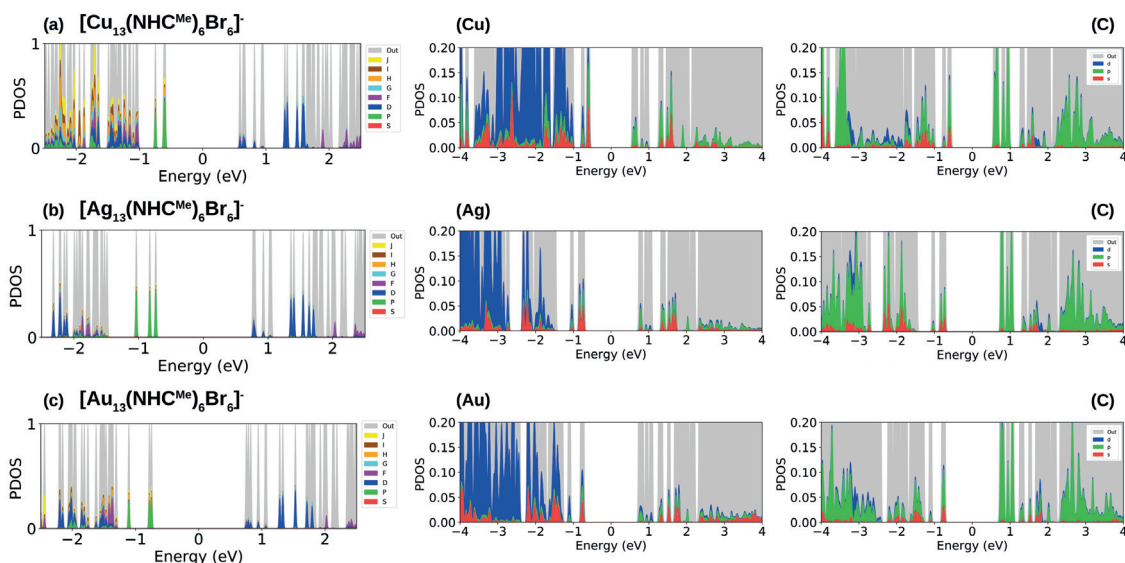 (a) [Cu13(NHCMe)6Br6]-
(Cu)
(C)
1
0
PDOS
−2
−1
0
1
2
Energy (eV)
Out
J
I
H
G
F
D
P
S
0.20
0.15
0.10
0.05
0.00
−4
−3
−2
−1
0
1
2
3
4
Energy (eV)
PDOS
0.20
0.15
0.10
0.05
0.00
−4
−3
−2
−1
0
1
2
3
4
Energy (eV)
Out
d
p
s
(b) [Ag13(NHCMe)6Br6]-
(Ag)
(C)
1
0
PDOS
−2
−1
0
1
2
Energy (eV)
Out
J
I
H
G
F
D
P
S
0.20
0.15
0.10
0.05
0.00
−4
−3
−2
−1
0
1
2
3
4
Energy (eV)
PDOS
0.20
0.15
0.10
0.05
0.00
−4
−3
−2
−1
0
1
2
3
4
Energy (eV)
Out
d
p
s
(c) [Au13(NHCMe)6Br6]-
(Au)
(C)
1
0
PDOS
−2
−1
0
1
2
Energy (eV)
Out
J
I
H
G
F
D
P
S
0.20
0.15
0.10
0.05
0.00
−4
−3
−2
−1
0
1
2
3
4
Energy (eV)
PDOS
0.20
0.15
0.10
0.05
0.00
−4
−3
−2
−1
0
1
2
3
4
Energy (eV)
Out
d
p
s